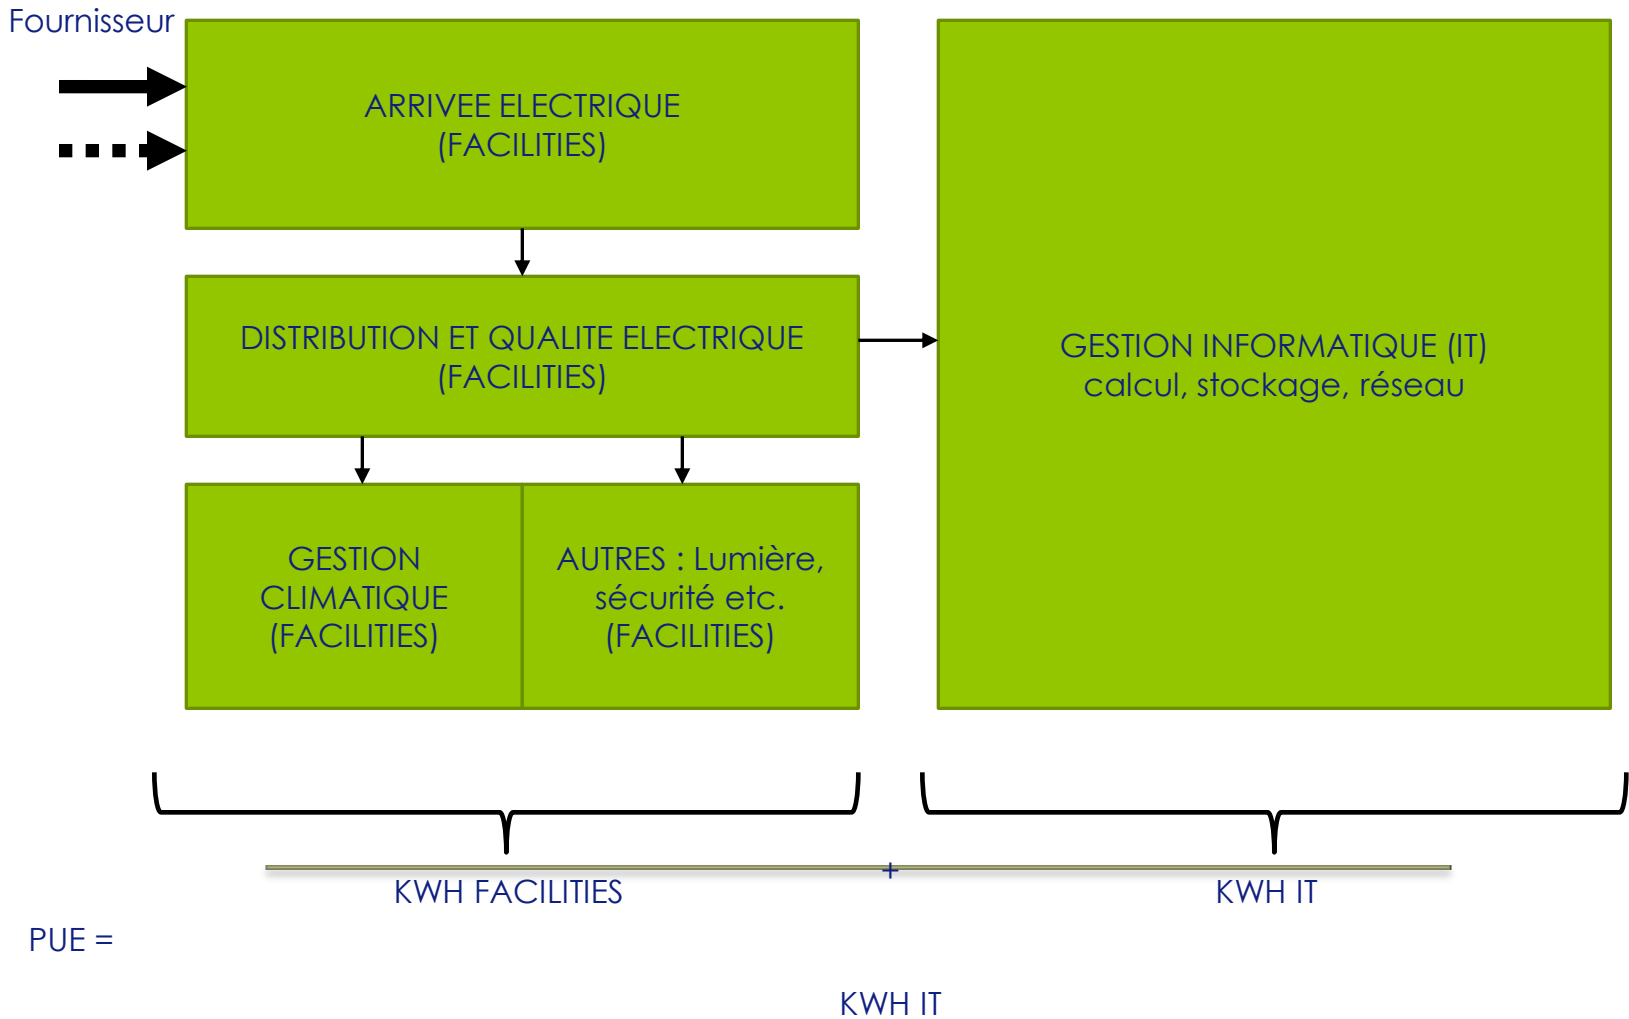 Fournisseur
ARRIVEE ELECTRIQUE
(FACILITIES)
DISTRIBUTION ET QUALITE ELECTRIQUE
(FACILITIES)
GESTION INFORMATIQUE (IT)
calcul, stockage, réseau
GESTION
CLIMATIQUE
(FACILITIES)
AUTRES : Lumière,
sécurité etc.
(FACILITIES)
+
KWH FACILITIES
KWH IT
PUE =
KWH IT